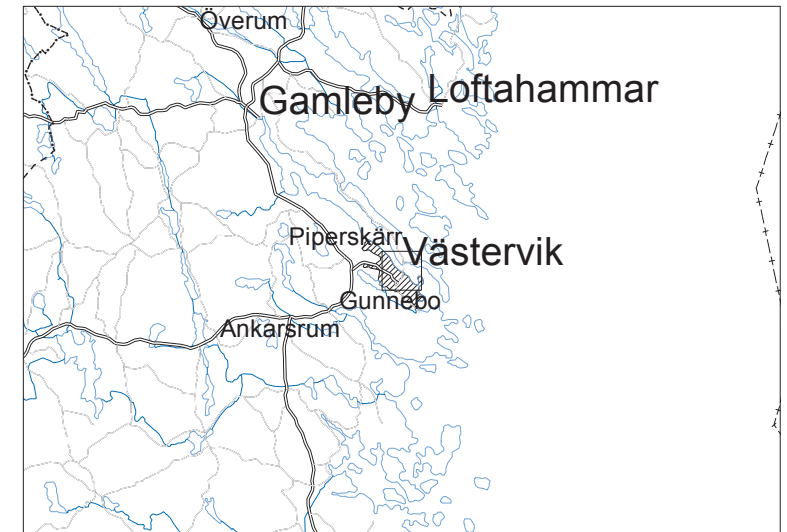 Överum
Gamleby
Loftahammar
Piperskärr
Västervik
Gunnebo
Ankarsrum